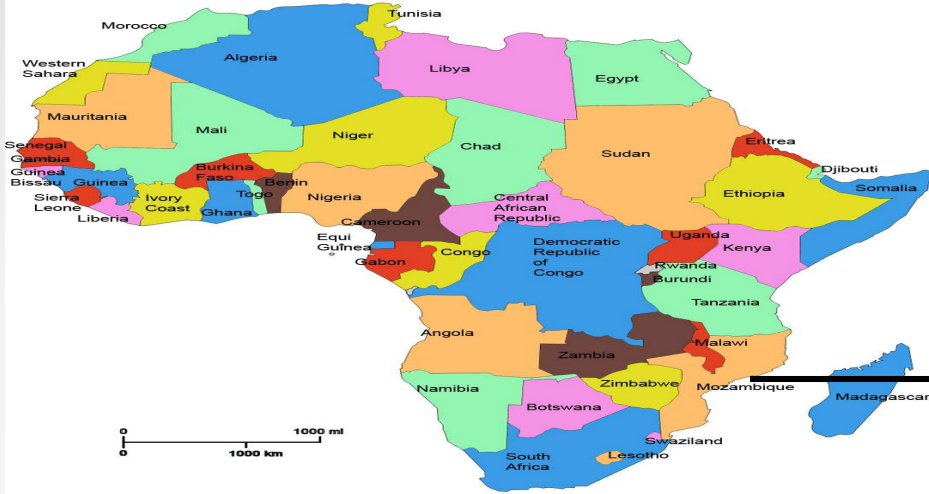 Morocco
Tunisia
Algeria
Libya
Egypt
Western
Sahara
Mauritania
Mali
Niger
Chad
Sudan
Eritrea
Senegal
Gambia
Guinea
Bissau
Guinea
Burkina
Faso
Benin
Djibouti
Somalia
Ethiopia
Sierra
Leone
Liberia
Ivory
Coast
Ghana
Togo
Nigeria
Cameroon
Central
African
Republic
Equi
Guinea
Gabon
Congo
Democratic
Republic
of
Congo
Uganda
Kenya
Rwanda
Burundi
Tanzania
Angola
Zambia
Malawi
Mozambique
Zimbabwe
Madagascar
Namibia
Botswana
Swaziland
South
Africa
Lesotho
0
1000 ml
0
1000 km